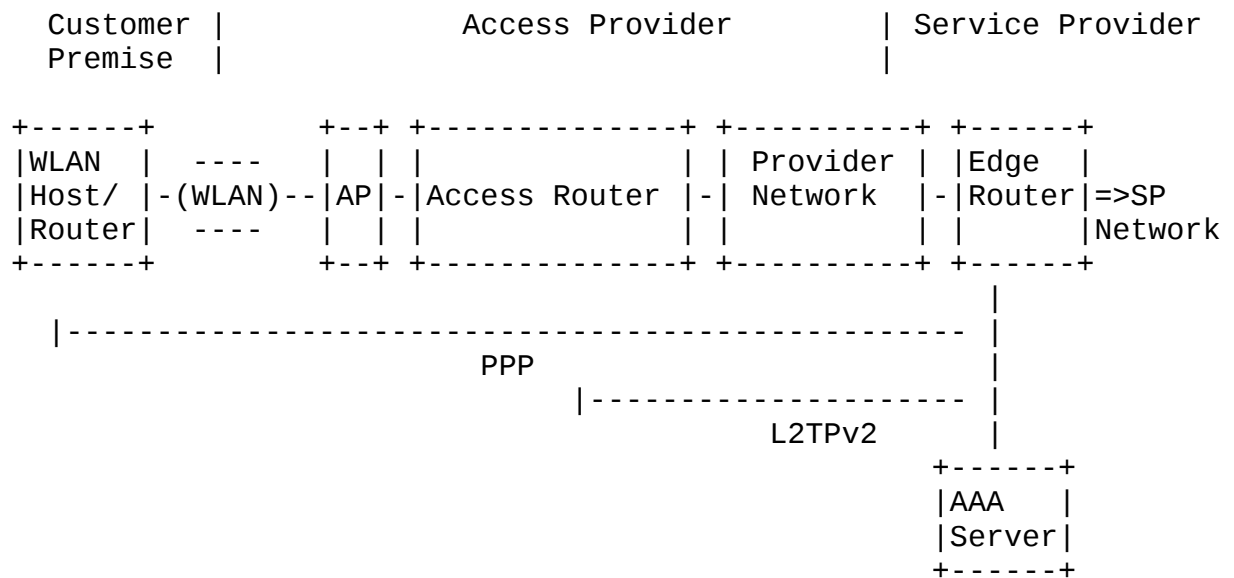 Customer |                 Access Provider          | Service Provider
Premise  |                                          |

+------+           +--+ +--------------+ +----------+ +------+
|WLAN  |  ----     |  | |              | | Provider | |Edge  |
|Host/ |-(WLAN)--|AP|-|Access Router |-| Network  |-|Router|=>SP
|Router|  ----     |  | |              | |          | |      |Network
+------+           +--+ +--------------+ +----------+ +------+
|
|--------------------------------------------------- |
PPP                            |
|--------------------- |
L2TPv2       |
+------+
|AAA   |
|Server|
+------+